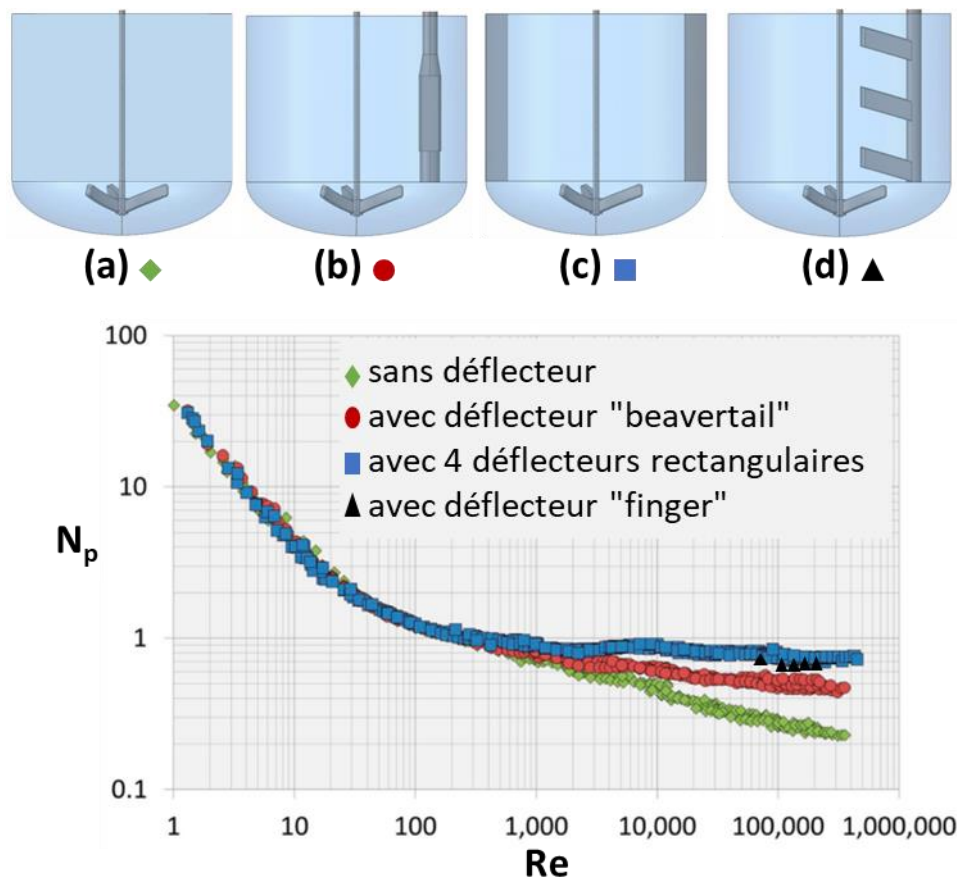 (a) (b) (c) (d)
100
sans déflecteur
avec déflecteur "beavertail"
avec 4 déflecteurs rectangulaires
avec déflecteur "finger"
10
Np
1
0.1
1 10 100 1,000 10,000 100,000 1,000,000
Re